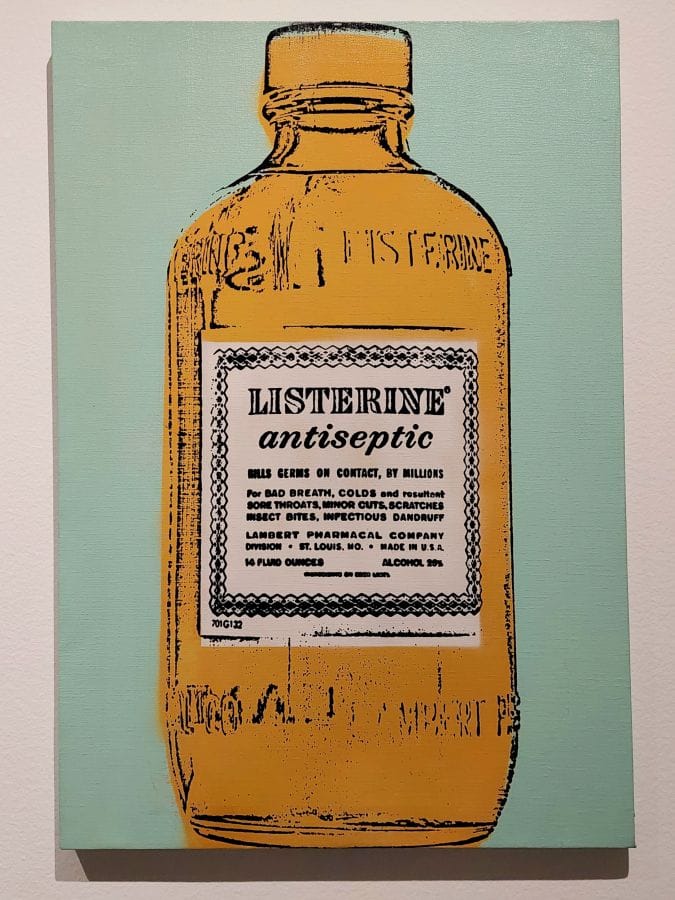 LISTERINE
LISTERINE
antiseptic
KILLS GERMS ON CONTACT, BY MILLIONS
For BAD BREATH, COLDS and resultant
SORE THROATS, MINOR CUTS, SCRATCHES
INSECT BITES, INFECTIOUS DANDRUFF
LAMBERT PHARMACAL COMPANY
DIVISION • ST. LOUIS, MO. • MADE IN U.S.A.
14 FLUID OUNCES ALCOHOL 25%
701G132
LAMBERT